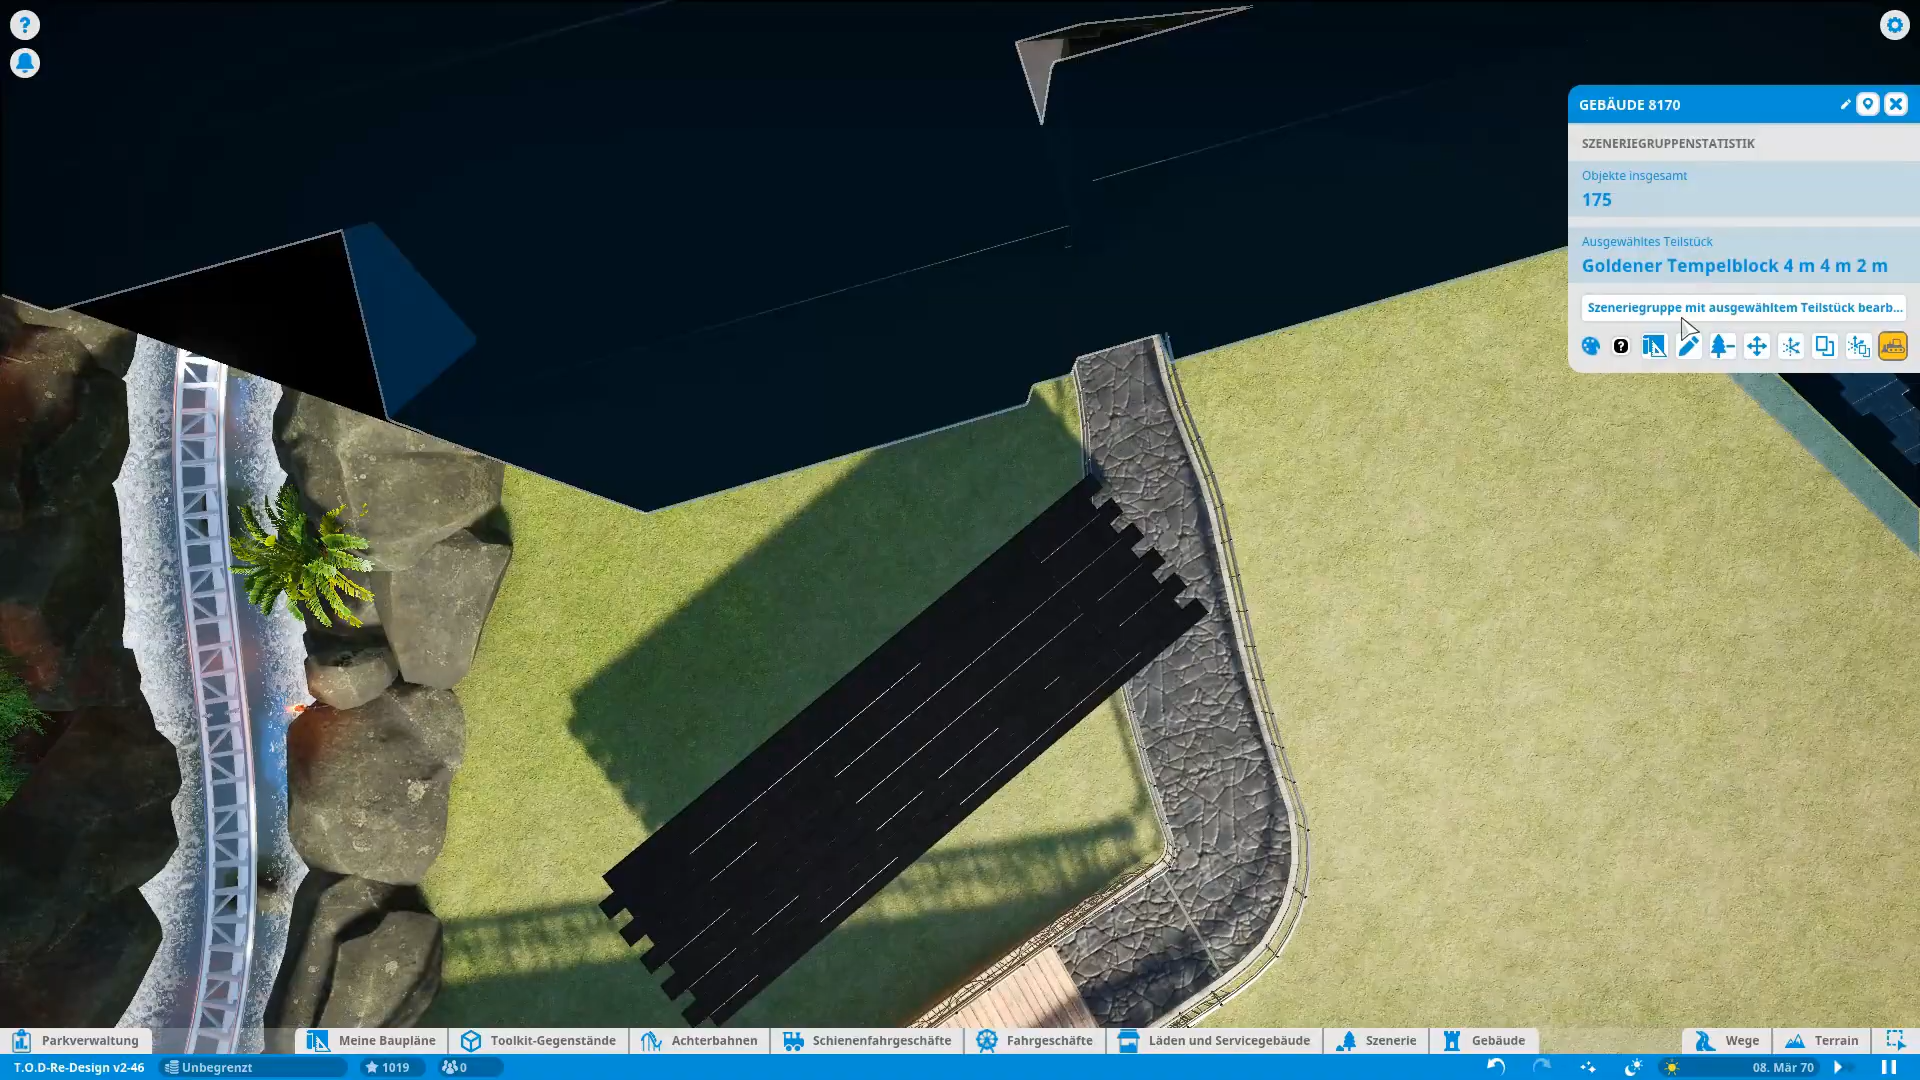 GEBÄUDE 8170
SZENERIEGRUPPENSTATISTIK
Objekte insgesamt
175
Ausgewähltes Teilstück
Goldener Tempelblock 4 m 4 m 2 m
Szeneriegruppe mit ausgewähltem Teilstück bearb...
Parkverwaltung
Meine Baupläne
Toolkit-Gegenstände
Achterbahnen
Schienenfahrgeschäfte
Fahrgeschäfte
Läden und Servicegebäude
Szenerie
Gebäude
Wege
Terrain
T.O.D-Re-Design v2-46
Unbegrenzt
1019
0
08. Mär 70